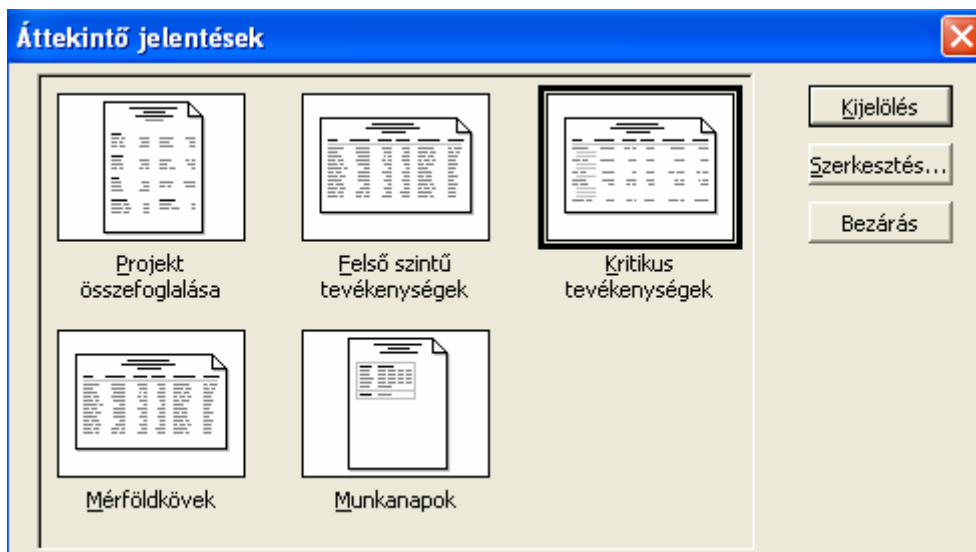 Áttekintő jelentések
Kijelölés
Szerkesztés...
Bezárás
Projekt
összefoglalása
Felső szintű
tevékenységek
Kritikus
tevékenységek
Mérföldkövek
Munkanapok